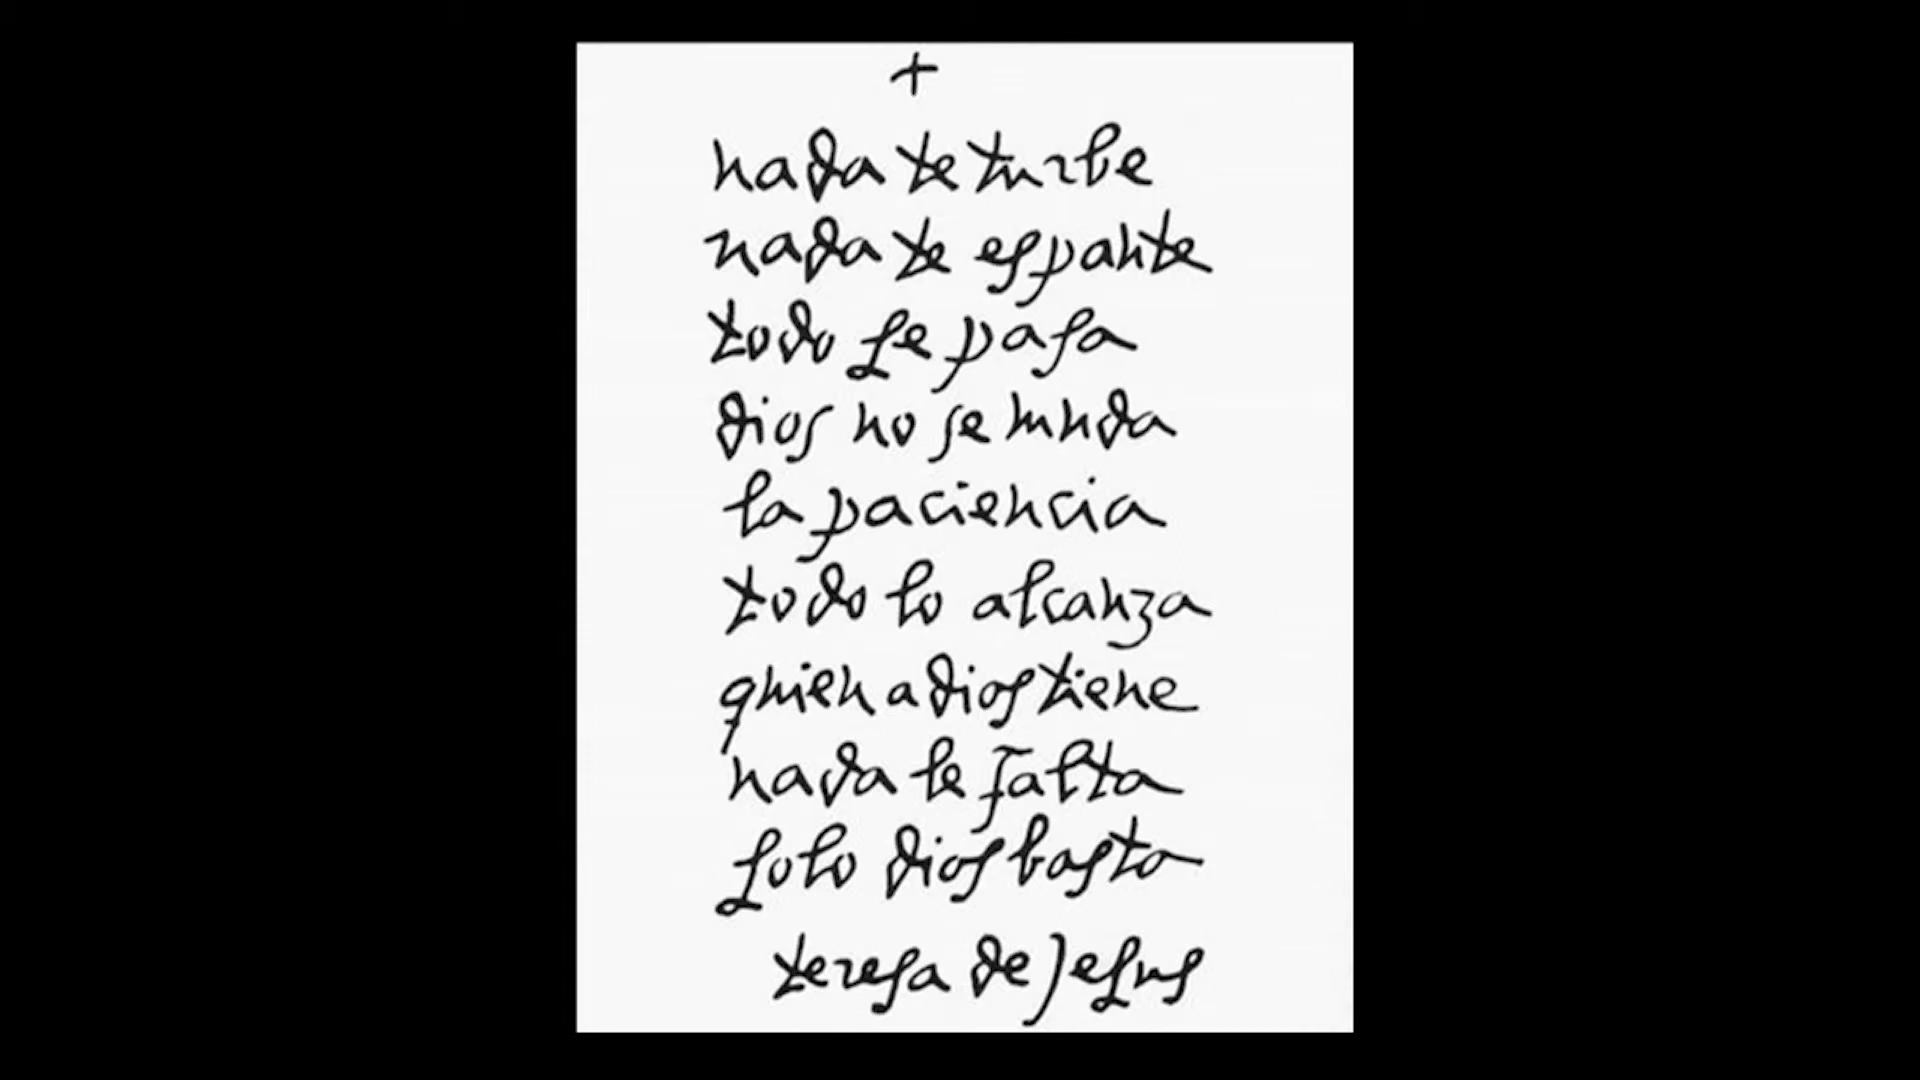 +
nada te turbe
nada te espante
todo se pasa
dios no se muda
la paciencia
todo lo alcanza
quien a dios tiene
nada le falta
solo dios basta
teresa de Jesus